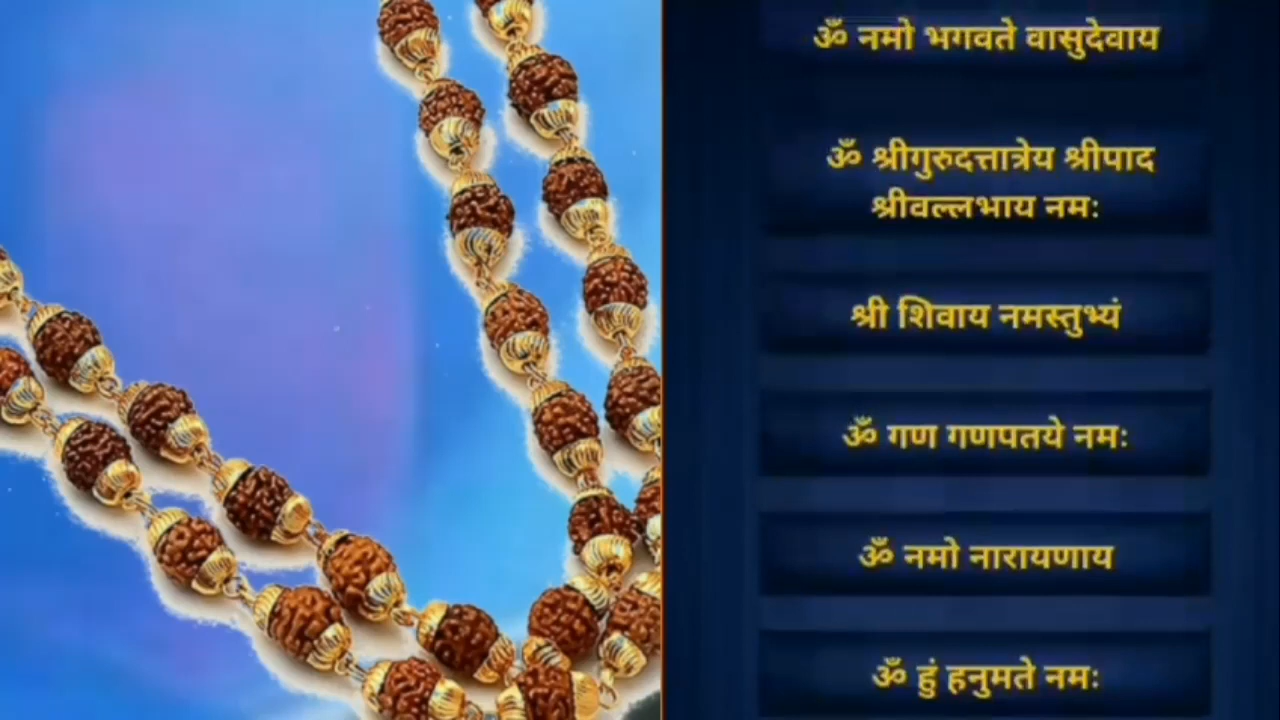 ॐ नमो भगवते वासुदेवाय
ॐ श्रीगुरुदत्तात्रेय श्रीपाद
श्रीवल्लभाय नमः
श्री शिवाय नमस्तुभ्यं
ॐ गण गणपतये नमः
ॐ नमो नारायणाय
ॐ हुं हनुमते नमः